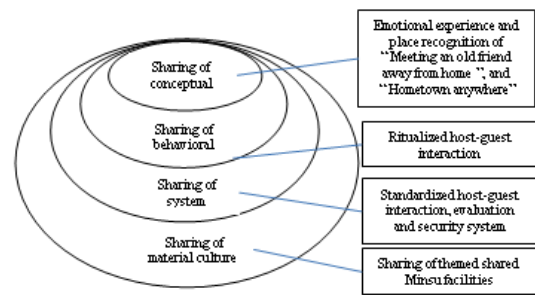 Sharing of
conceptual
Sharing of
behavioral
Sharing of
system
Sharing of
material culture
Emotional experience and
place recognition of
“Meeting an old friend
away from home ”, and
“Hometown anywhere”
Ritualized host-guest
interaction
Standardized host-guest
interaction, evaluation
and security system
Sharing of themed shared
Minsu facilities